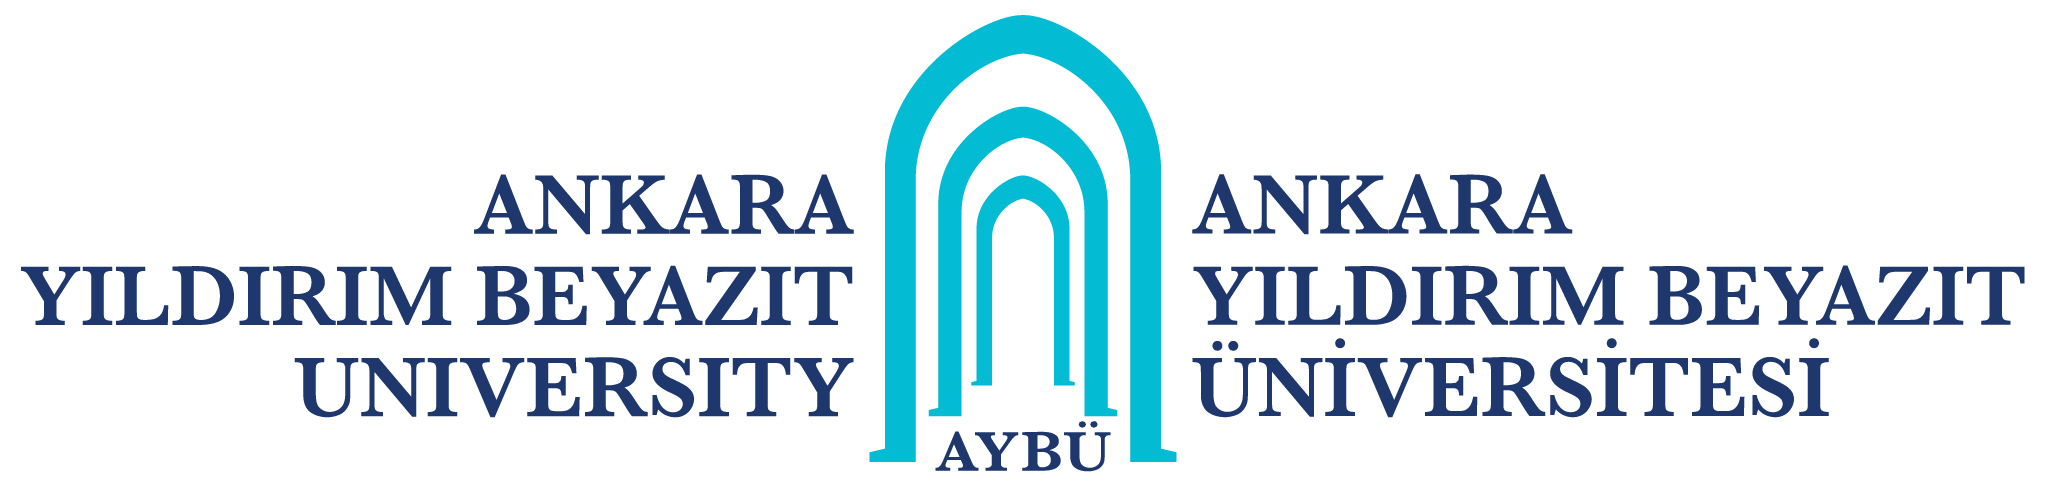 ANKARA
YILDIRIM BEYAZIT
UNIVERSITY
AYBÜ
ANKARA
YILDIRIM BEYAZIT
ÜNİVERSİTESİ